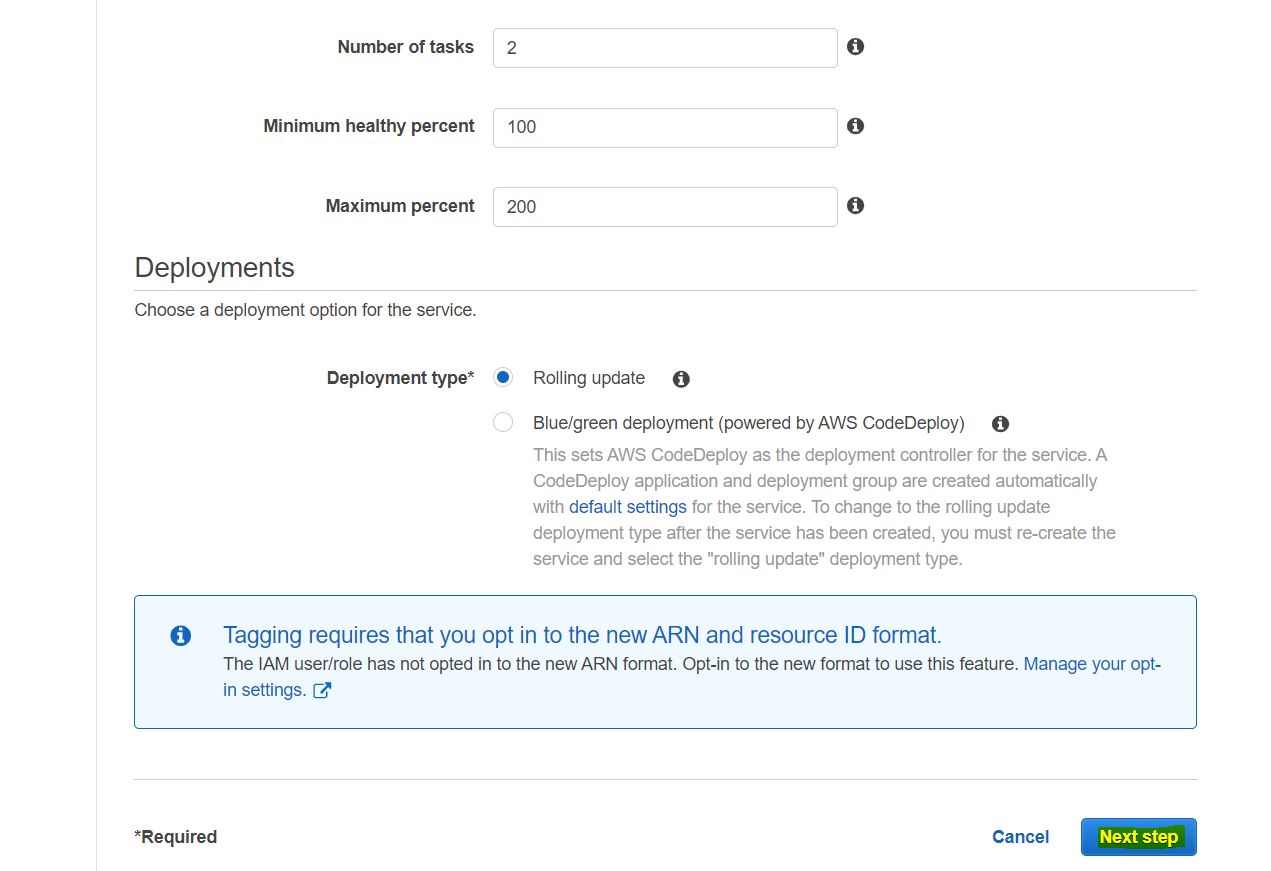 Number of tasks 2
Minimum healthy percent 100
Maximum percent 200
Deployments
Choose a deployment option for the service.
Deployment type* Rolling update
Blue/green deployment (powered by AWS CodeDeploy)
This sets AWS CodeDeploy as the deployment controller for the service. A
CodeDeploy application and deployment group are created automatically
with default settings for the service. To change to the rolling update
deployment type after the service has been created, you must re-create the
service and select the "rolling update" deployment type.
Tagging requires that you opt in to the new ARN and resource ID format.
The IAM user/role has not opted in to the new ARN format. Opt-in to the new format to use this feature. Manage your opt-
in settings.
*Required Cancel Next step